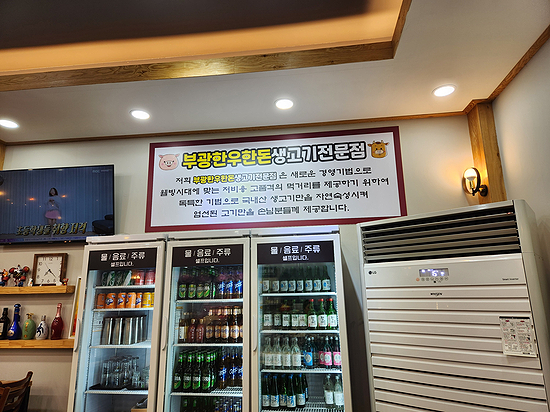 부광한우한돈생고기전문점
저희 부광한우한돈생고기전문점 은 새로운 경영기법으로
웰빙시대에 맞는 저비용 고품격의 먹거리를 제공하기 위하여
독특한 기법으로 국내산 생고기만을 자연숙성시켜
엄선된 고기만을 손님분들께 제공합니다.
물/음료/주류
셀프입니다.
물/음료/주류
셀프입니다.
물/음료/주류
셀프입니다.
LG